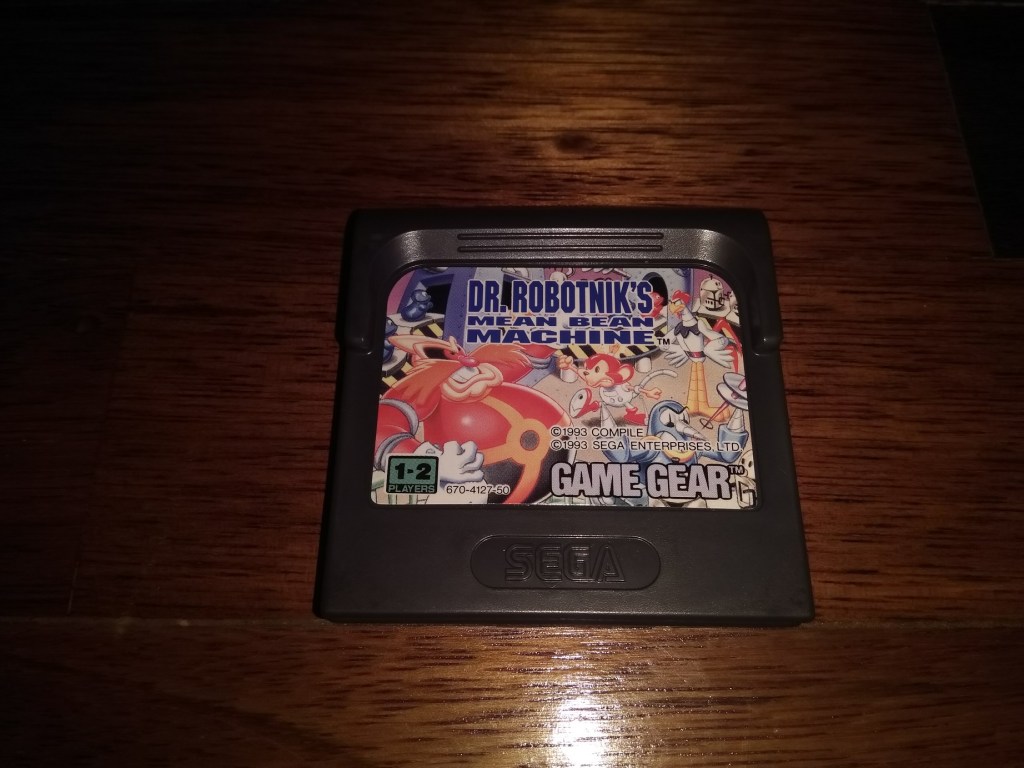 DR. ROBOTNIK'S
MEAN BEAN
MACHINE™
©1993 COMPILE
©1993 SEGA ENTERPRISES, LTD.
1-2
PLAYERS
670-4127-50
GAME GEAR™
SEGA